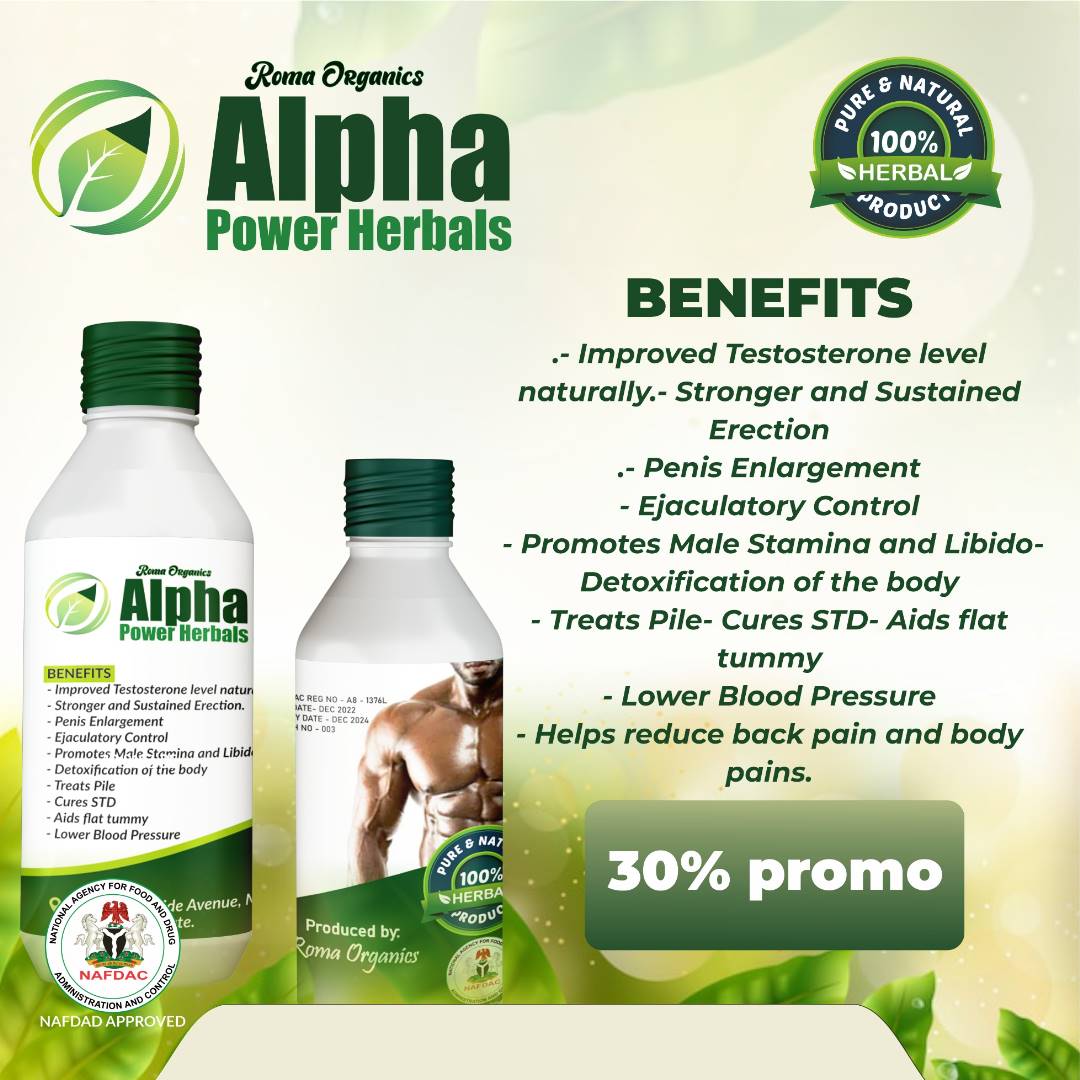 Roma Organics
Alpha
Power Herbals
PURE & NATURAL
100%
HERBAL
PRODUCT
BENEFITS
.- Improved Testosterone level
naturally.- Stronger and Sustained
Erection
.- Penis Enlargement
- Ejaculatory Control
- Promotes Male Stamina and Libido-
Detoxification of the body
- Treats Pile- Cures STD- Aids flat
tummy
- Lower Blood Pressure
- Helps reduce back pain and body
pains.
30% promo
Roma Organics
Alpha
Power Herbals
BENEFITS
- Improved Testosterone level natur
- Stronger and Sustained Erection.
- Penis Enlargement
- Ejaculatory Control
- Promotes Male Stamina and Libid
- Detoxification of the body
- Treats Pile
- Cures STD
- Aids flat tummy
- Lower Blood Pressure
de Avenue, N
te.
NATIONAL AGENCY FOR FOOD AND DRUG
ADMINISTRATION AND CONTROL
NAFDAC
NAFDAD APPROVED
AC REG NO - A8 - 1376L
ATE- DEC 2022
Y DATE - DEC 2024
H NO - 003
PURE & NAT
100%
HERBA
PRODUC
Produced by:
Roma Organics
NAFDAC